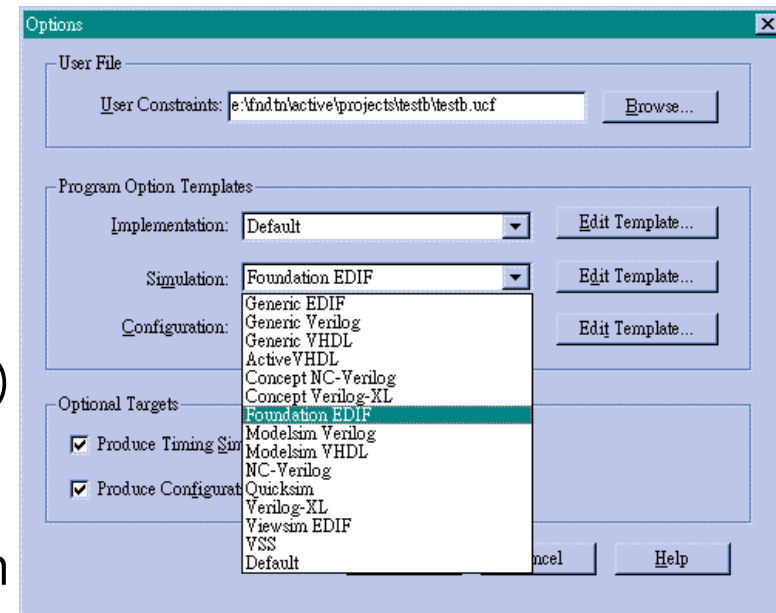 Options
User File
User Constraints: e:\fndtn\active\projects\testb\testb.ucf Browse...
Program Option Templates
Implementation: Default Edit Template...
Simulation: Foundation EDIF Edit Template...
Generic EDIF
Generic Verilog
Generic VHDL
Configuration: Edit Template...
ActiveVHDL
Concept NC-Verilog
Concept Verilog-XL
)
Foundation EDIF
Optional Targets
Modelsim Verilog
Produce Timing Sim
Modelsim VHDL
NC-Verilog
Produce Configurat
Quicksim
Verilog-XL
Viewsim EDIF
VSS
Default
ncel Help
n